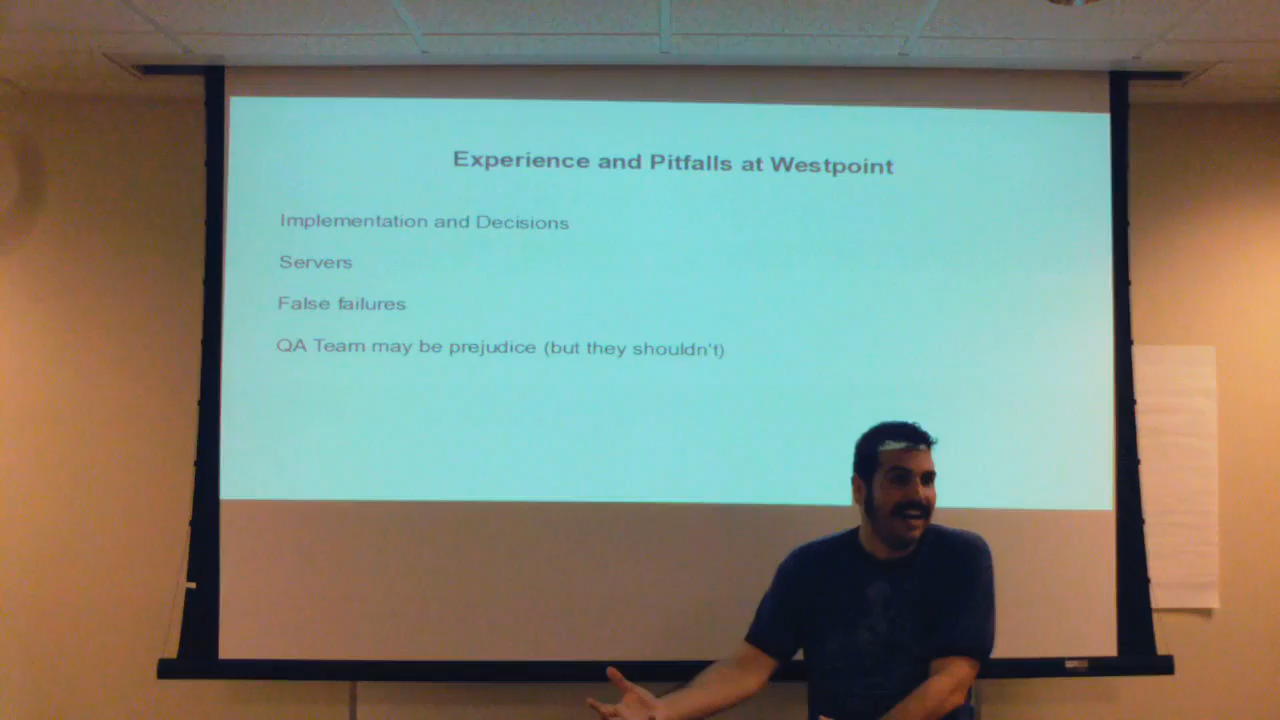 Experience and Pitfalls at Westpoint
Implementation and Decisions
Servers
False failures
QA Team may be prejudice (but they shouldn't)